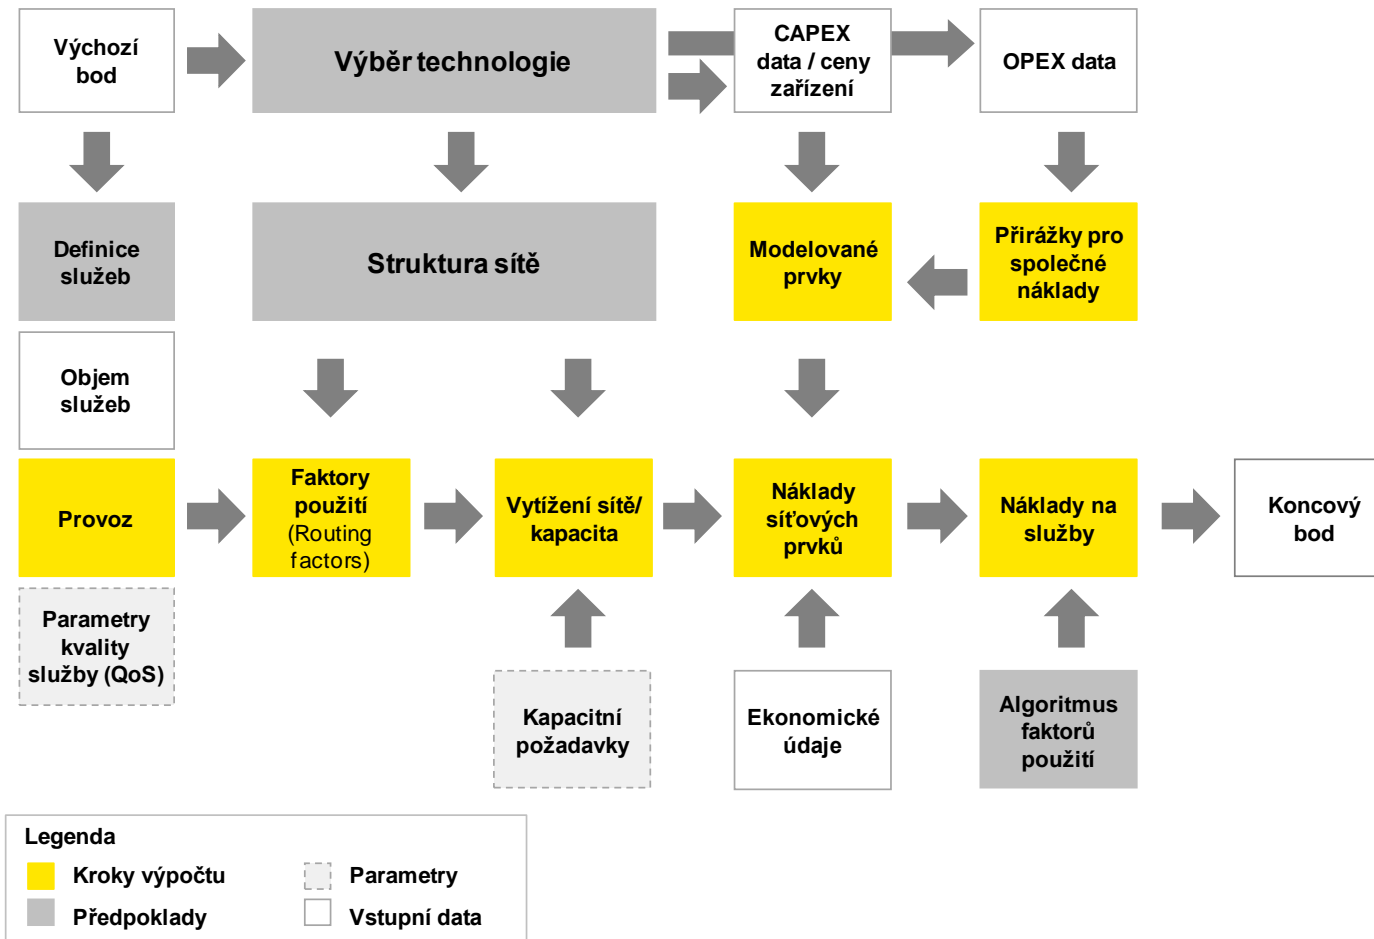 Výchozí
bod
Výběr technologie
CAPEX
data / ceny
zařízení
OPEX data
Definice
služeb
Struktura sítě
Modelované
prvky
Přirážky pro
společné
náklady
Objem
služeb
Provoz
Faktory
použití
(Routing
factors)
Vytížení sítě/
kapacita
Náklady
síťových
prvků
Náklady na
služby
Koncový
bod
Parametry
kvality
služby (QoS)
Kapacitní
požadavky
Ekonomické
údaje
Algoritmus
faktorů
použití
Legenda
Kroky výpočtu
Parametry
Předpoklady
Vstupní data